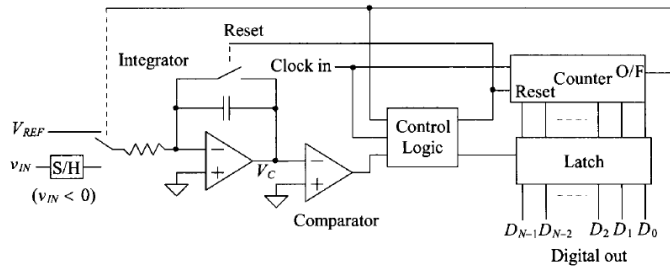 Reset
Integrator
Clock in
O/F
Counter
Reset
V_REF
Control
Logic
v_IN
S/H
V_C
Latch
(v_IN < 0)
Comparator
D_N-1 D_N-2 D_2 D_1 D_0
Digital out